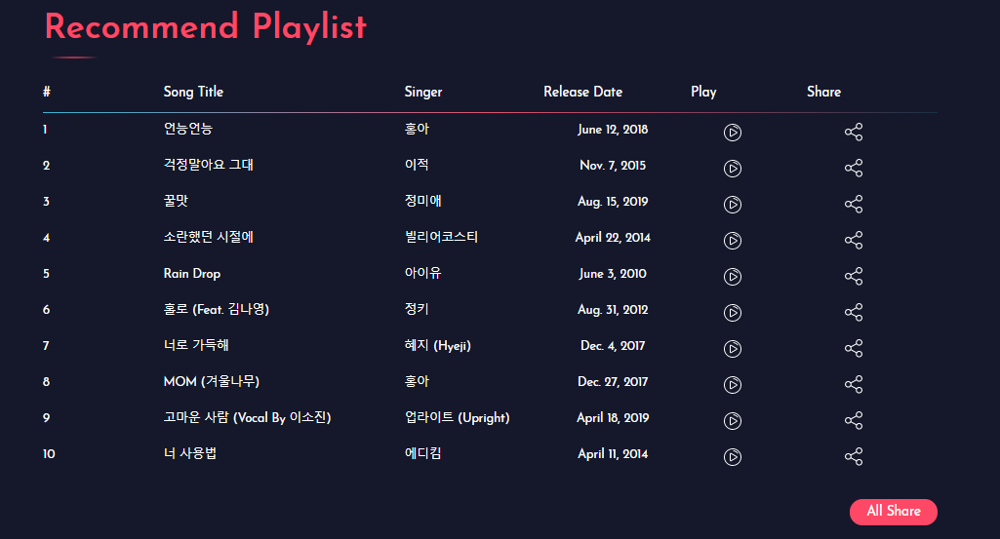 Recommend Playlist
# Song Title Singer Release Date Play Share
1 언능언능 홍아 June 12, 2018
2 걱정말아요 그대 이적 Nov. 7, 2015
3 꿀맛 정미애 Aug. 15, 2019
4 소란했던 시절에 빌리어코스티 April 22, 2014
5 Rain Drop 아이유 June 3, 2010
6 홀로 (Feat. 김나영) 정키 Aug. 31, 2012
7 너로 가득해 혜지 (Hyeji) Dec. 4, 2017
8 MOM (겨울나무) 홍아 Dec. 27, 2017
9 고마운 사람 (Vocal By 이소진) 업라이트 (Upright) April 18, 2019
10 너 사용법 에디킴 April 11, 2014
All Share